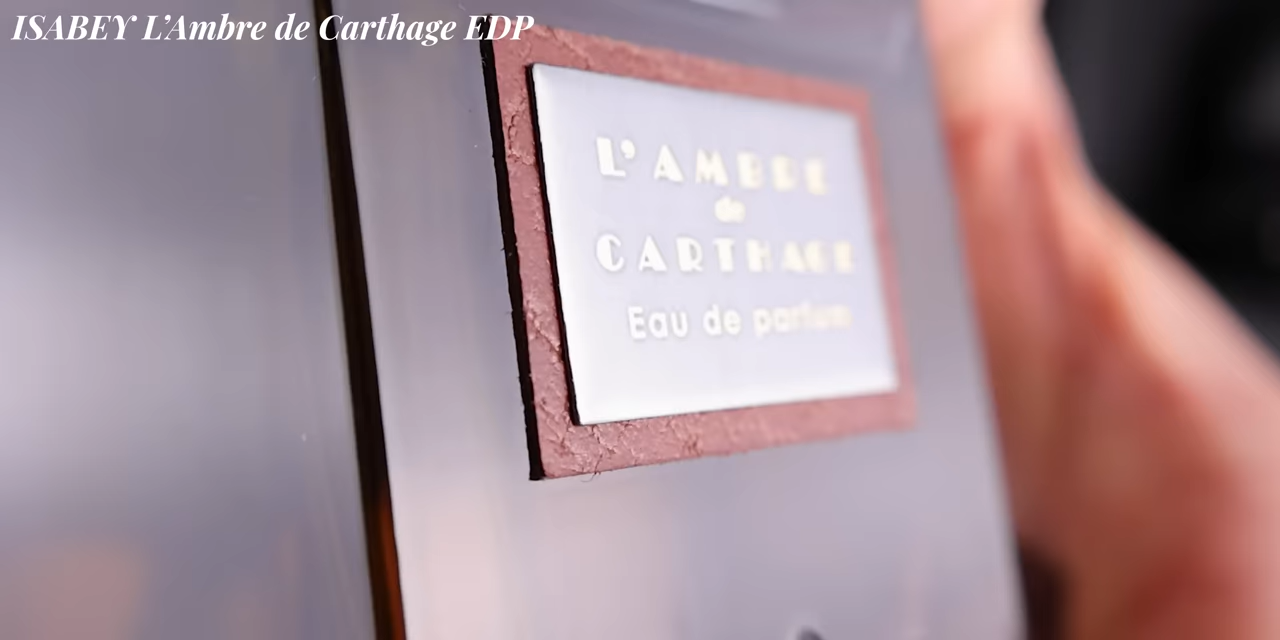 ISABEY L'Ambre de Carthage EDP
L'AMBRE
de
CARTHAGE
Eau de parfum